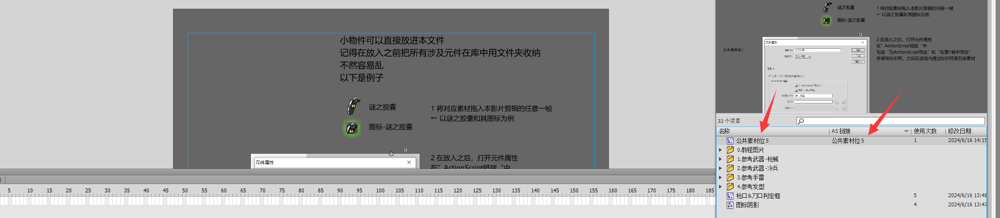 小物件可以直接放进本文件
记得在放入之前把所有涉及元件在库中用文件夹收纳
不然容易乱
以下是例子
谜之胶囊
图标-谜之胶囊
1 将对应素材拖入本影片剪辑的任意一帧
← 以谜之胶囊和其图标为例
元件属性
2 在放入之后，打开元件属性
在”ActionScript链接“中
5 10 15 20 25 30 35 40 45 50 55 60 65 70 75 80 85 90 95 100 105 110 115 120 125 130 135 140 145 150 155 160 165 170 175 180 185
谜之胶囊
图标-谜之胶囊
1 将对应素材拖入本影片剪辑的任意一帧
← 以谜之胶囊和其图标为例
公共素材位5
元件属性
2 在放入之后，打开元件属性
在”ActionScript链接“中
勾选“为ActionScript导出”和“在第1帧中导出”
并填写标识符。之后在游戏内通过标识符索引该素材
32 个项目
名称 AS 链接 使用次数 修改日期
公共素材位5 公共素材位5 1 2024/6/16 14:15
0.教程图片
1.参考武器-枪械
2.参考武器-冷兵
3.参考手雷
4.参考发型
枪口&刀口判定框 5 2024/6/16 13:48
图标阴影 4 2024/6/16 13:47